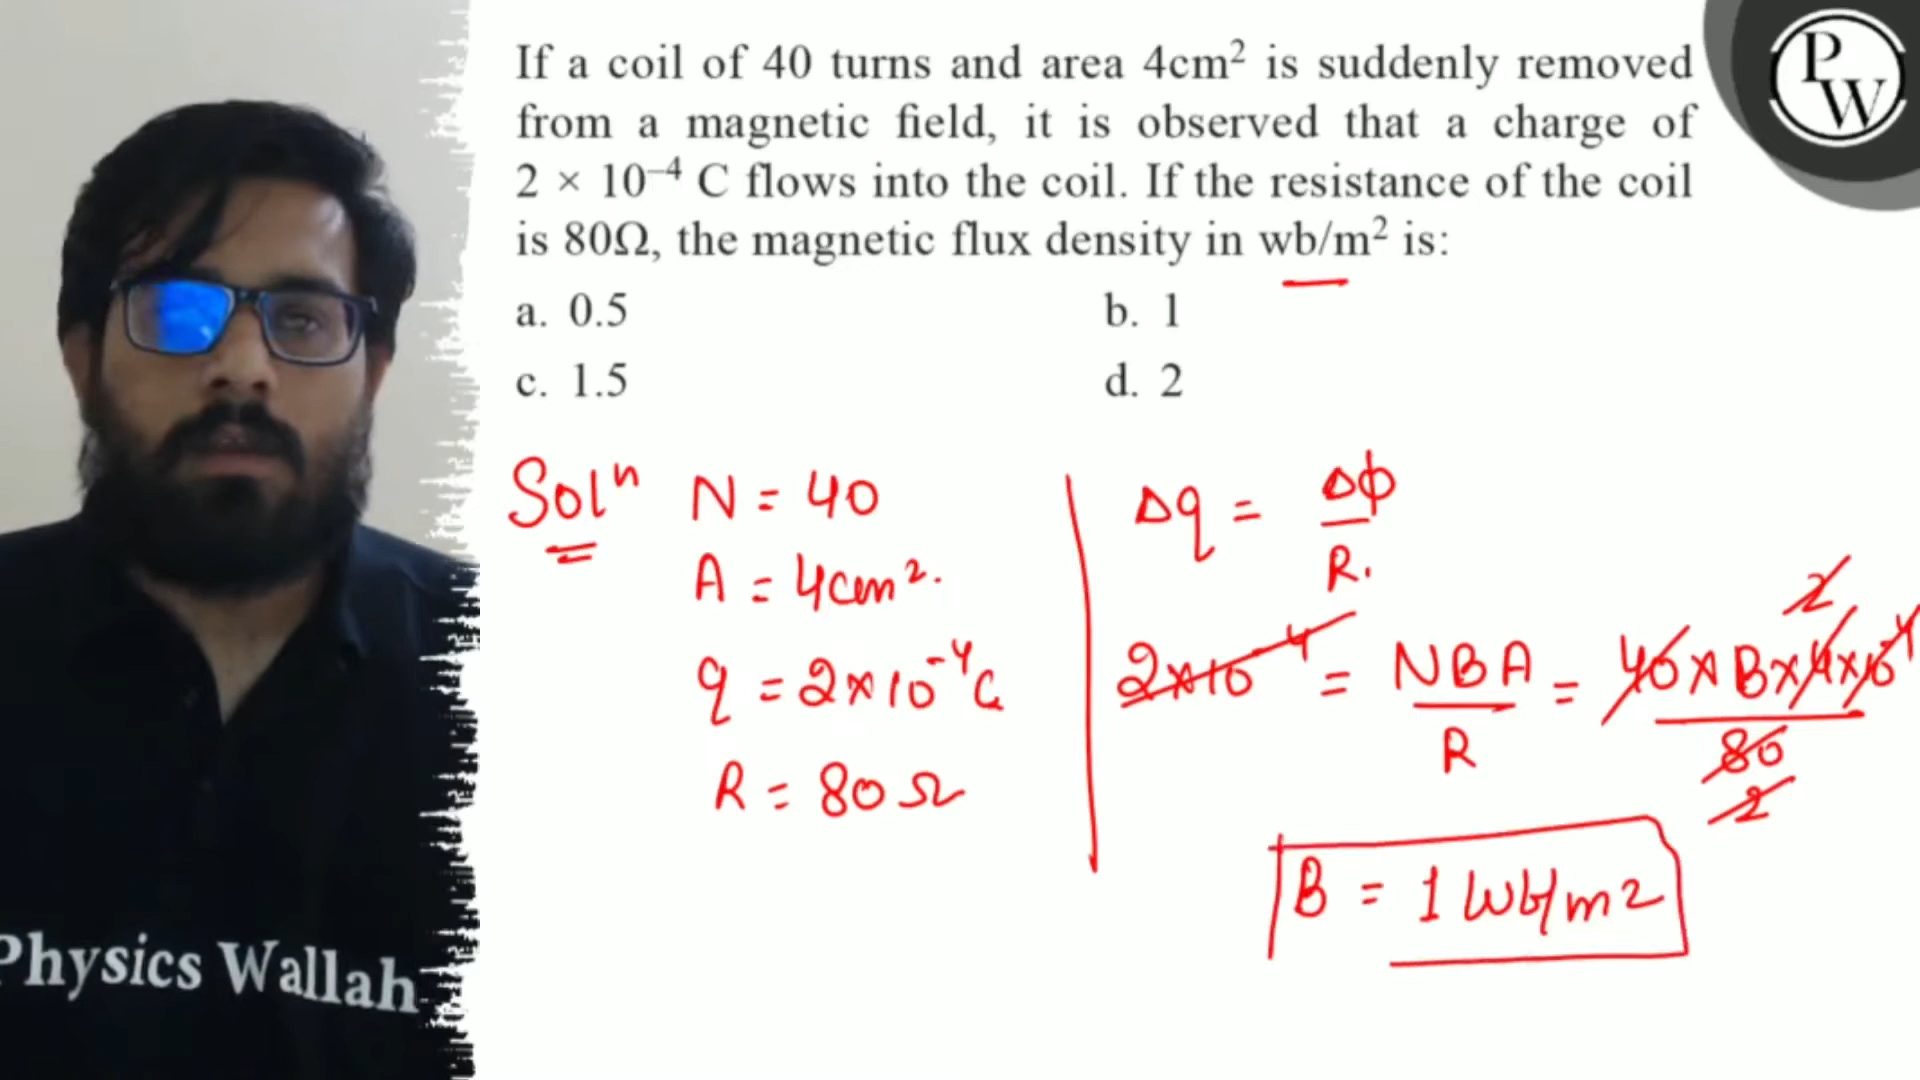 If a coil of 40 turns and area 4cm² is suddenly removed
from a magnetic field, it is observed that a charge of
2 × 10⁻⁴ C flows into the coil. If the resistance of the coil
is 80Ω, the magnetic flux density in wb/m² is:
a. 0.5
b. 1
c. 1.5
d. 2
Solⁿ
N = 40
A = 4cm².
q = 2×10⁻⁴C
R = 80Ω
Δq = Δϕ/R.
2×10⁻⁴ = NBA/R = 40×B×4×10⁻⁴/80
2
2
B = 1 Wb/m2
PW
Physics Wallah